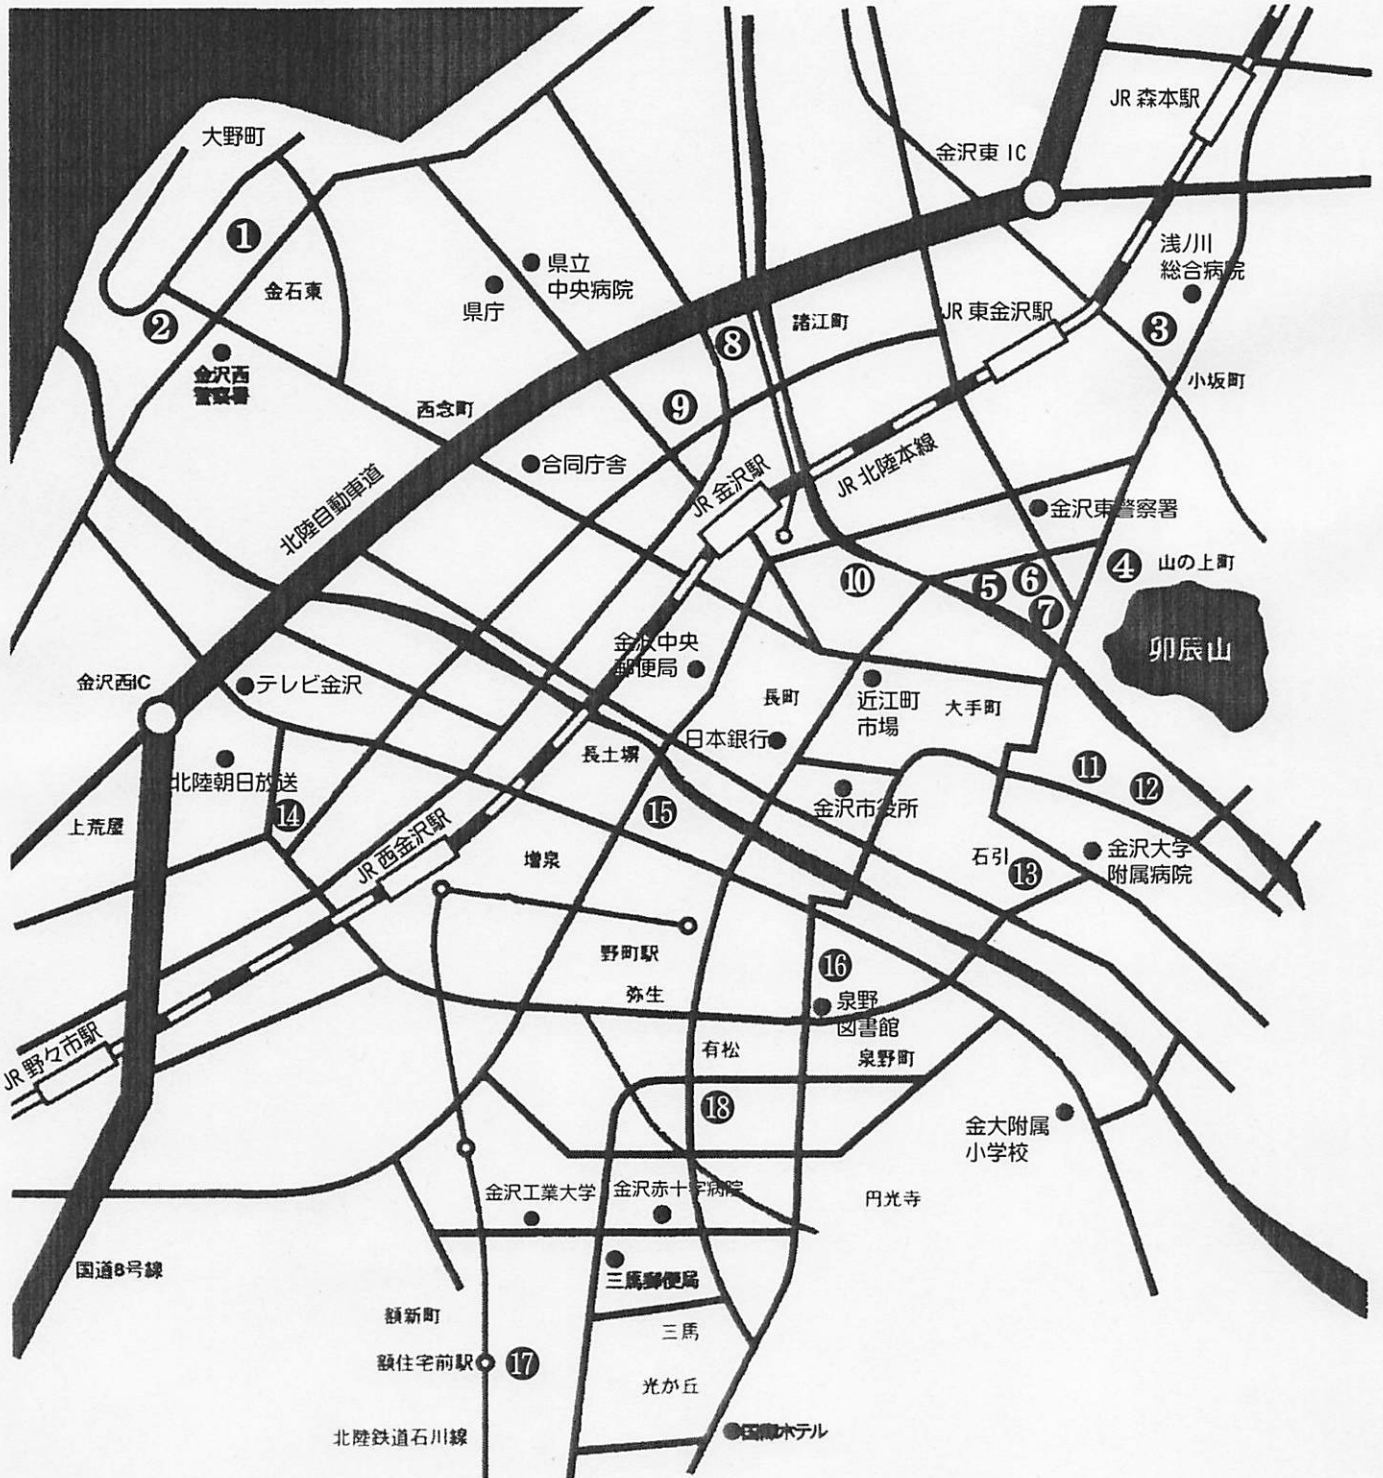 大野町
JR 森本駅
金沢東 IC
❶
浅ノ川
総合病院
県立
中央病院
県庁
金石東
❷
❽
諸江町
JR 東金沢駅
❸
金沢西
警察署
小坂町
西念町
❾
合同庁舎
JR 金沢駅
JR 北陸本線
北陸自動車道
金沢東警察署
❿
❺
❻
❹
山の上町
❼
卯辰山
金沢中央
郵便局
金沢西IC
テレビ金沢
長町
近江町
市場
大手町
日本銀行
長土塀
北陸朝日放送
⓫
⓬
金沢市役所
⓮
⓯
上荒屋
JR 西金沢駅
増泉
石引
⓭
金沢大学
附属病院
野町駅
⓰
弥生
泉野
図書館
有松
泉野町
JR 野々市駅
⓲
金大附属
小学校
金沢工業大学
金沢赤十字病院
円光寺
国道8号線
三馬郵便局
額新町
三馬
額住宅前駅
⓱
光が丘
北陸鉄道石川線
ホテル